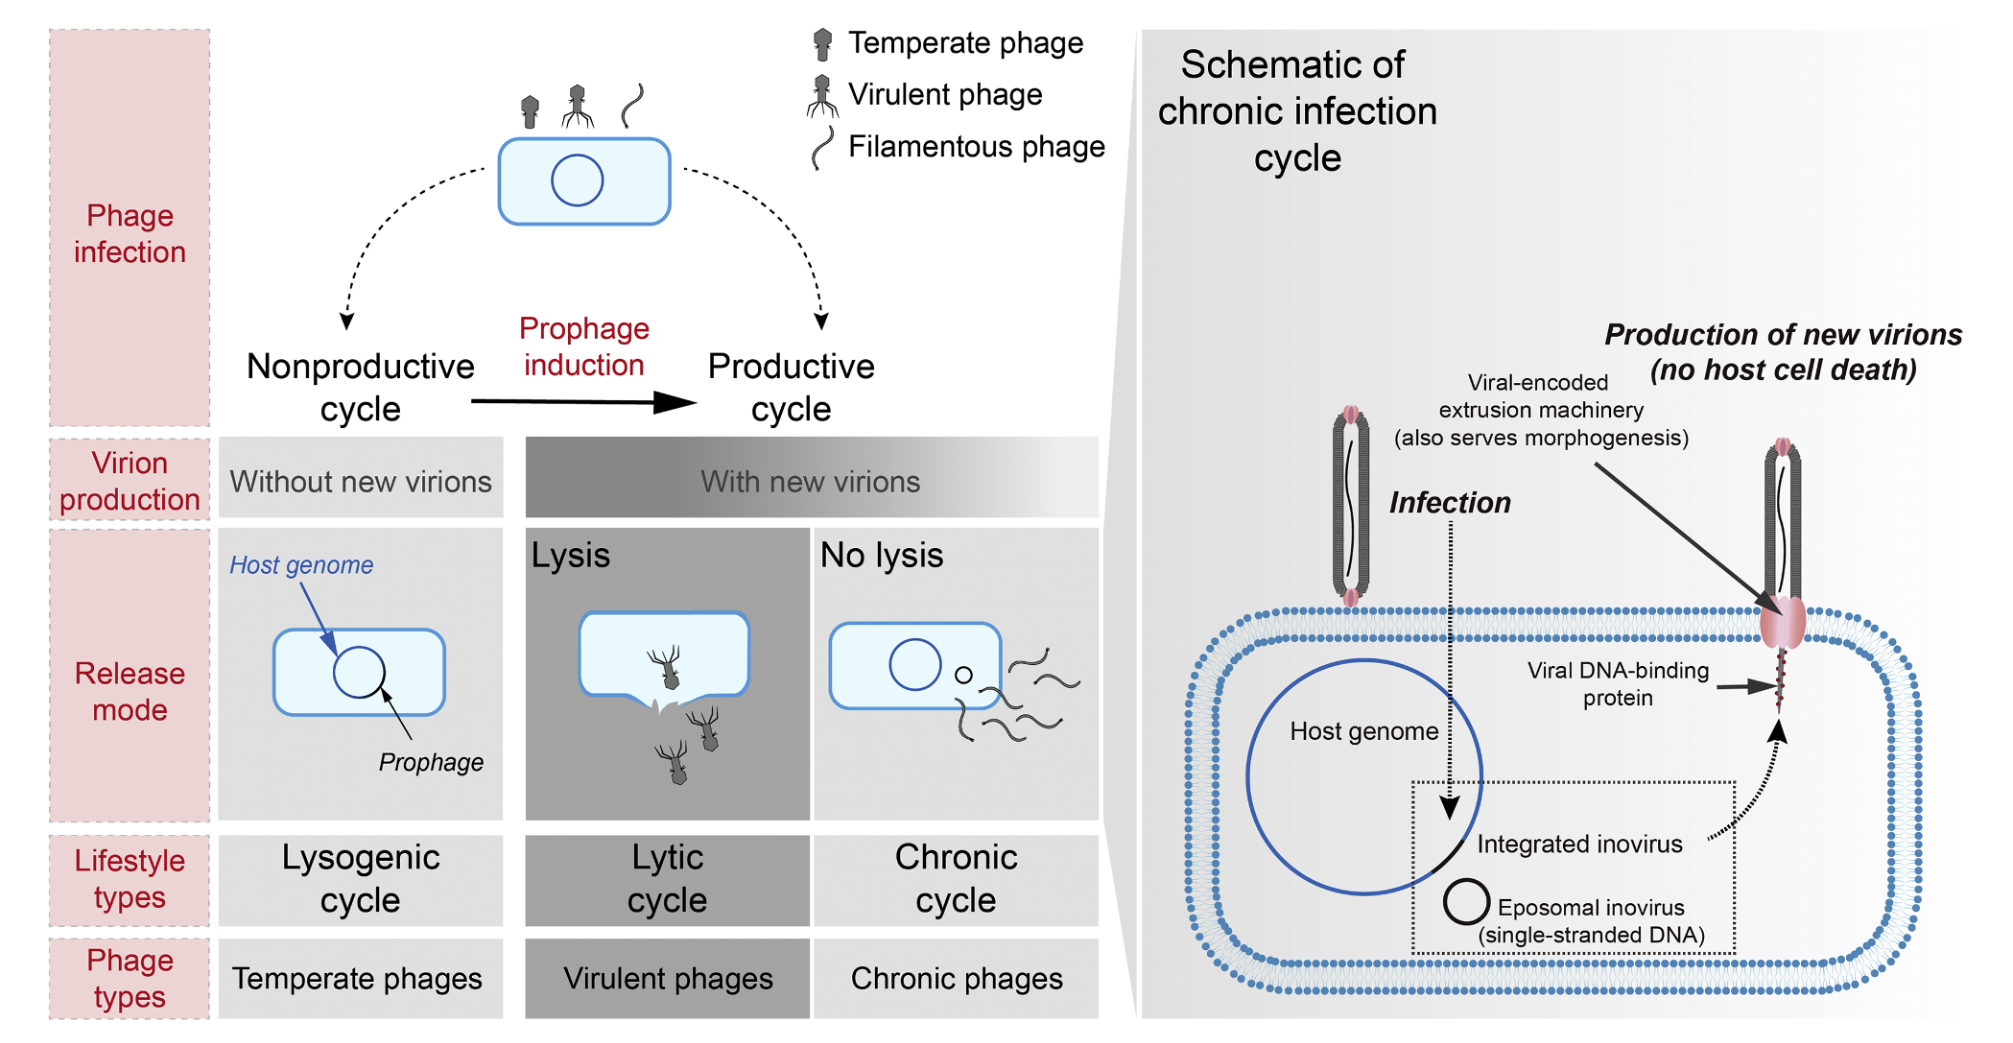 Temperate phage
Virulent phage
Filamentous phage
Phage
infection
Nonproductive
cycle
Prophage
induction
Productive
cycle
Virion
production
Without new virions
With new virions
Release
mode
Host genome
Prophage
Lysis
No lysis
Lifestyle
types
Lysogenic
cycle
Lytic
cycle
Chronic
cycle
Phage
types
Temperate phages
Virulent phages
Chronic phages
Schematic of
chronic infection
cycle
Production of new virions
(no host cell death)
Viral-encoded
extrusion machinery
(also serves morphogenesis)
Infection
Viral DNA-binding
protein
Host genome
Integrated inovirus
Eposomal inovirus
(single-stranded DNA)